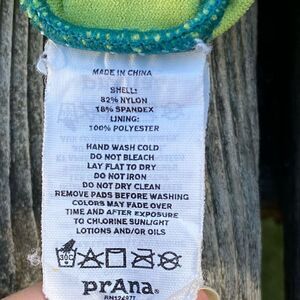 MADE IN CHINA
SHELL:
82% NYLON
18% SPANDEX
LINING:
100% POLYESTER
HAND WASH COLD
DO NOT BLEACH
LAY FLAT TO DRY
DO NOT IRON
DO NOT DRY CLEAN
REMOVE PADS BEFORE WASHING
COLORS MAY FADE OVER
TIME AND AFTER EXPOSURE
TO CHLORINE SUNLIGHT
LOTIONS AND/OR OILS
30C
prAna®